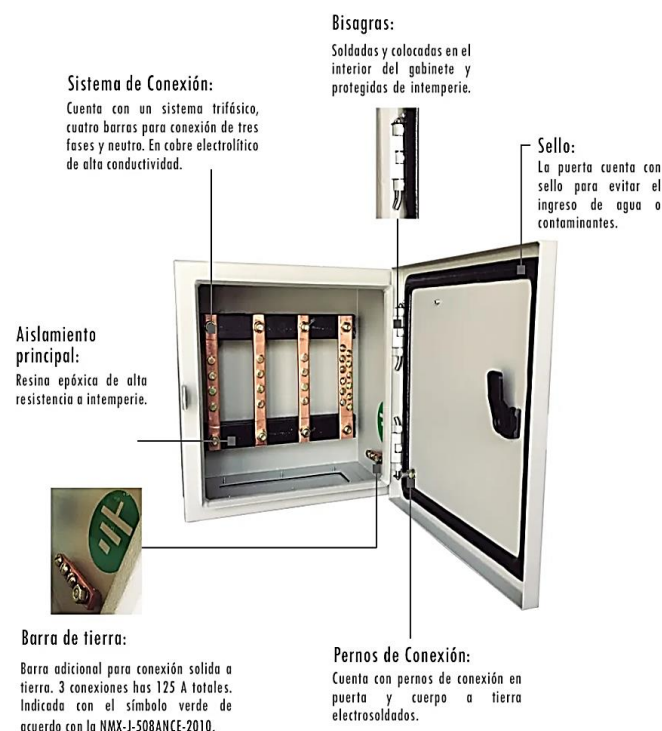 Bisagras:
Soldadas y colocadas en el
interior del gabinete y
protegidas de intemperie.
Sistema de Conexión:
Cuenta con un sistema trifásico,
cuatro barras para conexión de tres
fases y neutro. En cobre electrolítico
de alta conductividad.
Sello:
La puerta cuenta con
sello para evitar el
ingreso de agua o
contaminantes.
Aislamiento
principal:
Resina epóxica de alta
resistencia a intemperie.
Barra de tierra:
Barra adicional para conexión solida a
tierra. 3 conexiones has 125 A totales.
Indicada con el símbolo verde de
acuerdo con la NMX-J-508ANCE-2010.
Pernos de Conexión:
Cuenta con pernos de conexión en
puerta y cuerpo a tierra
electrosoldados.